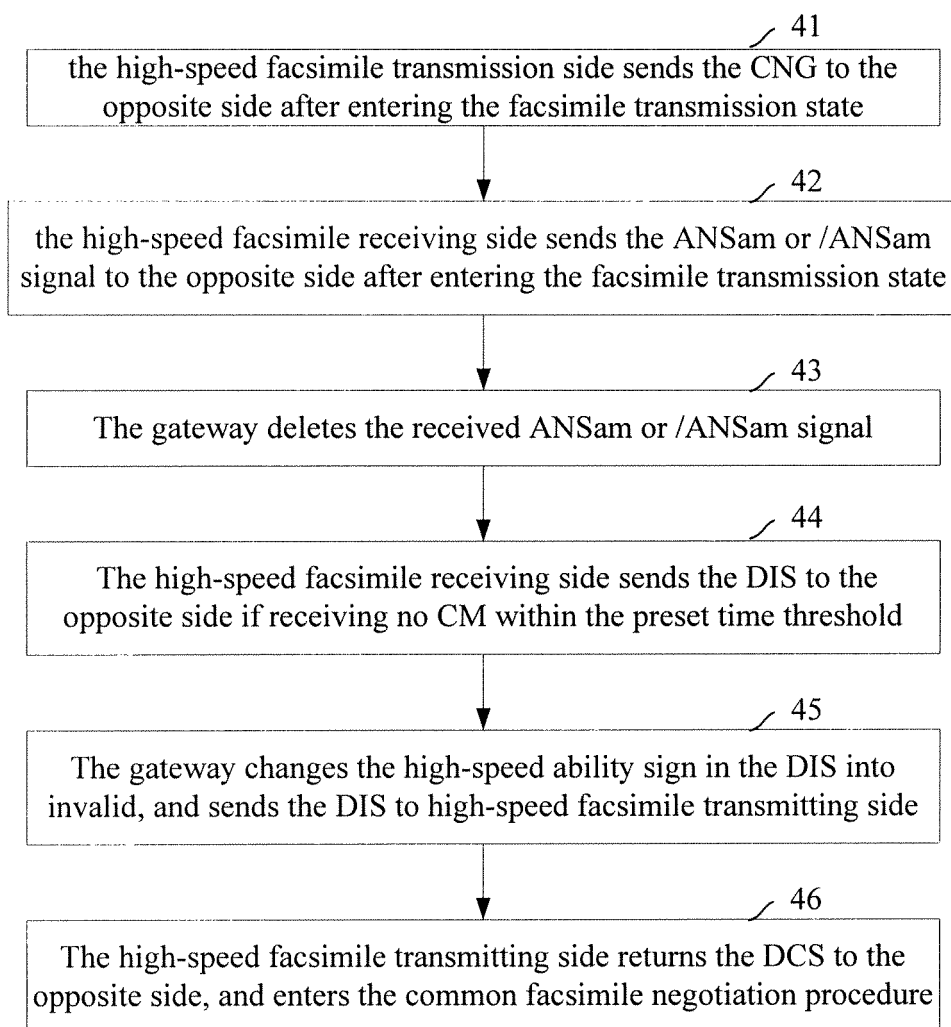 41
the high-speed facsimile transmission side sends the CNG to the
opposite side after entering the facsimile transmission state
42
the high-speed facsimile receiving side sends the ANSam or /ANSam
signal to the opposite side after entering the facsimile transmission state
43
The gateway deletes the received ANSam or /ANSam signal
44
The high-speed facsimile receiving side sends the DIS to the
opposite side if receiving no CM within the preset time threshold
45
The gateway changes the high-speed ability sign in the DIS into
invalid, and sends the DIS to high-speed facsimile transmitting side
46
The high-speed facsimile transmitting side returns the DCS to the
opposite side, and enters the common facsimile negotiation procedure